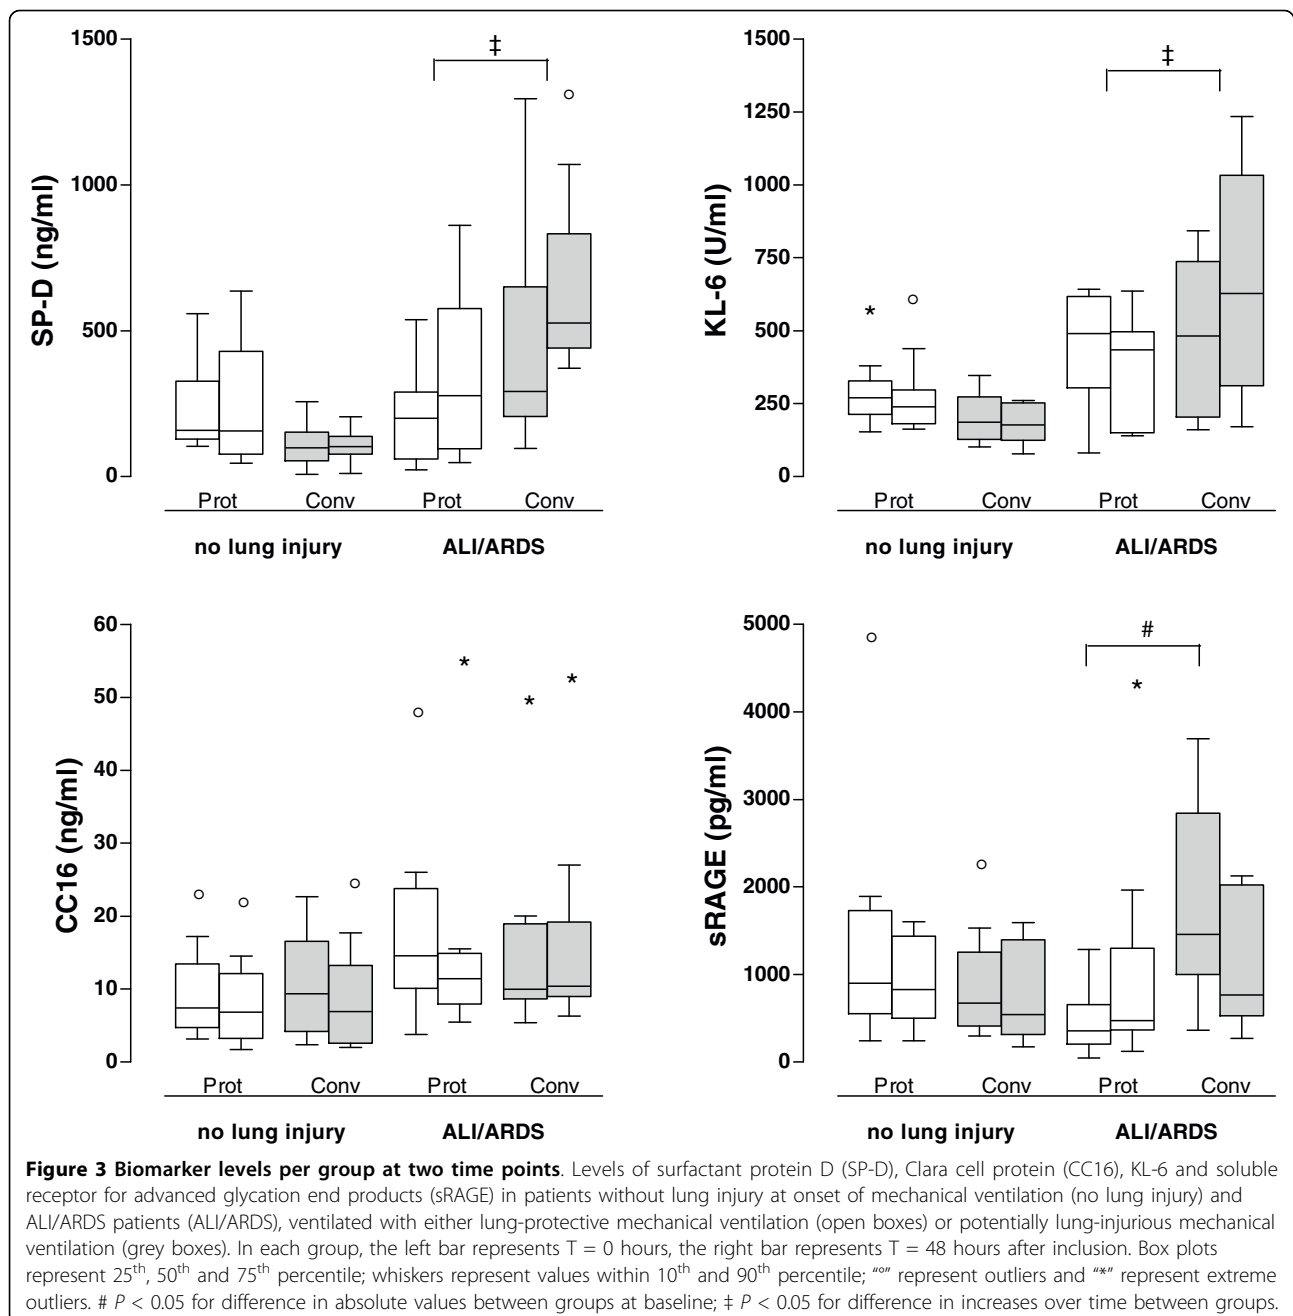 1500
1000
500
0
SP-D (ng/ml)
‡
°
Prot Conv Prot Conv
no lung injury ALI/ARDS
1500
1250
1000
750
500
250
0
KL-6 (U/ml)
‡
* °
Prot Conv Prot Conv
no lung injury ALI/ARDS
60
50
40
30
20
10
0
CC16 (ng/ml)
° ° ° ° * * *
Prot Conv Prot Conv
no lung injury ALI/ARDS
5000
4000
3000
2000
1000
0
sRAGE (pg/ml)
#
° ° *
Prot Conv Prot Conv
no lung injury ALI/ARDS
Figure 3 Biomarker levels per group at two time points. Levels of surfactant protein D (SP-D), Clara cell protein (CC16), KL-6 and soluble
receptor for advanced glycation end products (sRAGE) in patients without lung injury at onset of mechanical ventilation (no lung injury) and
ALI/ARDS patients (ALI/ARDS), ventilated with either lung-protective mechanical ventilation (open boxes) or potentially lung-injurious mechanical
ventilation (grey boxes). In each group, the left bar represents T = 0 hours, the right bar represents T = 48 hours after inclusion. Box plots
represent 25th, 50th and 75th percentile; whiskers represent values within 10th and 90th percentile; "°" represent outliers and "*" represent extreme
outliers. # P < 0.05 for difference in absolute values between groups at baseline; ‡ P < 0.05 for difference in increases over time between groups.